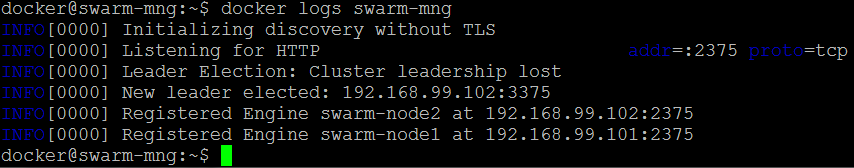 docker@swarm-mng:~$ docker logs swarm-mng
INFO[0000] Initializing discovery without TLS
INFO[0000] Listening for HTTP addr=:2375 proto=tcp
INFO[0000] Leader Election: Cluster leadership lost
INFO[0000] New leader elected: 192.168.99.102:3375
INFO[0000] Registered Engine swarm-node2 at 192.168.99.102:2375
INFO[0000] Registered Engine swarm-node1 at 192.168.99.101:2375
docker@swarm-mng:~$